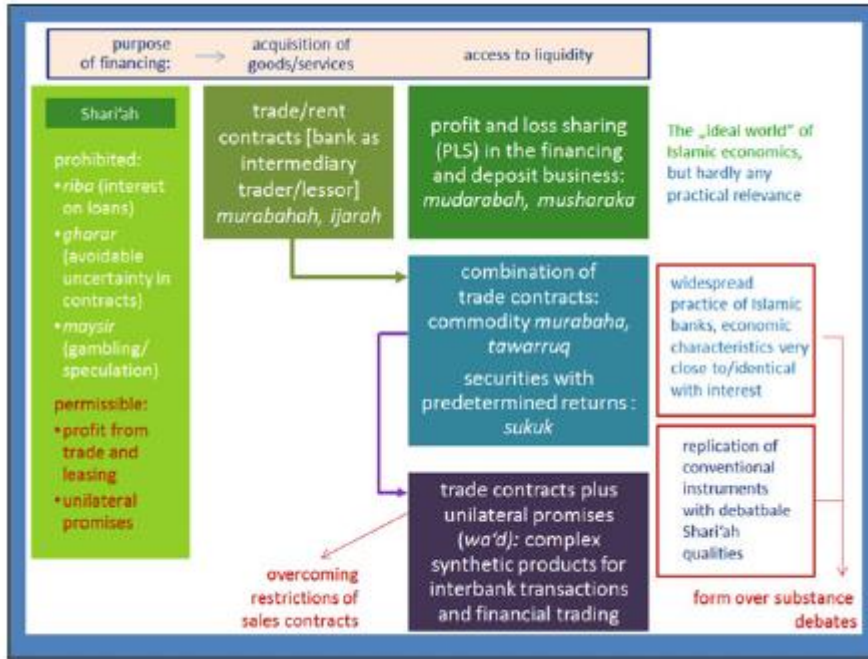 purpose
of financing:
acquisition of
goods/services
access to liquidity
Shari'ah
prohibited:
•riba (interest
on loans)
•gharar
(avoidable
uncertainty in
contracts)
•maysir
(gambling/
speculation)
permissible:
•profit from
trade and
leasing
•unilateral
promises
trade/rent
contracts [bank as
intermediary
trader/lessor]
murabahah, ijarah
profit and loss sharing
(PLS) in the financing
and deposit business:
mudarabah, musharaka
The „ideal world" of
Islamic economics,
but hardly any
practical relevance
combination of
trade contracts:
commodity murabaha,
tawarruq
securities with
predetermined returns :
sukuk
widespread
practice of Islamic
banks, economic
characteristics very
close to/identical
with interest
trade contracts plus
unilateral promises
(wa'd): complex
synthetic products for
interbank transactions
and financial trading
replication of
conventional
instruments
with debatbale
Shari'ah
qualities
overcoming
restrictions of
sales contracts
form over substance
debates